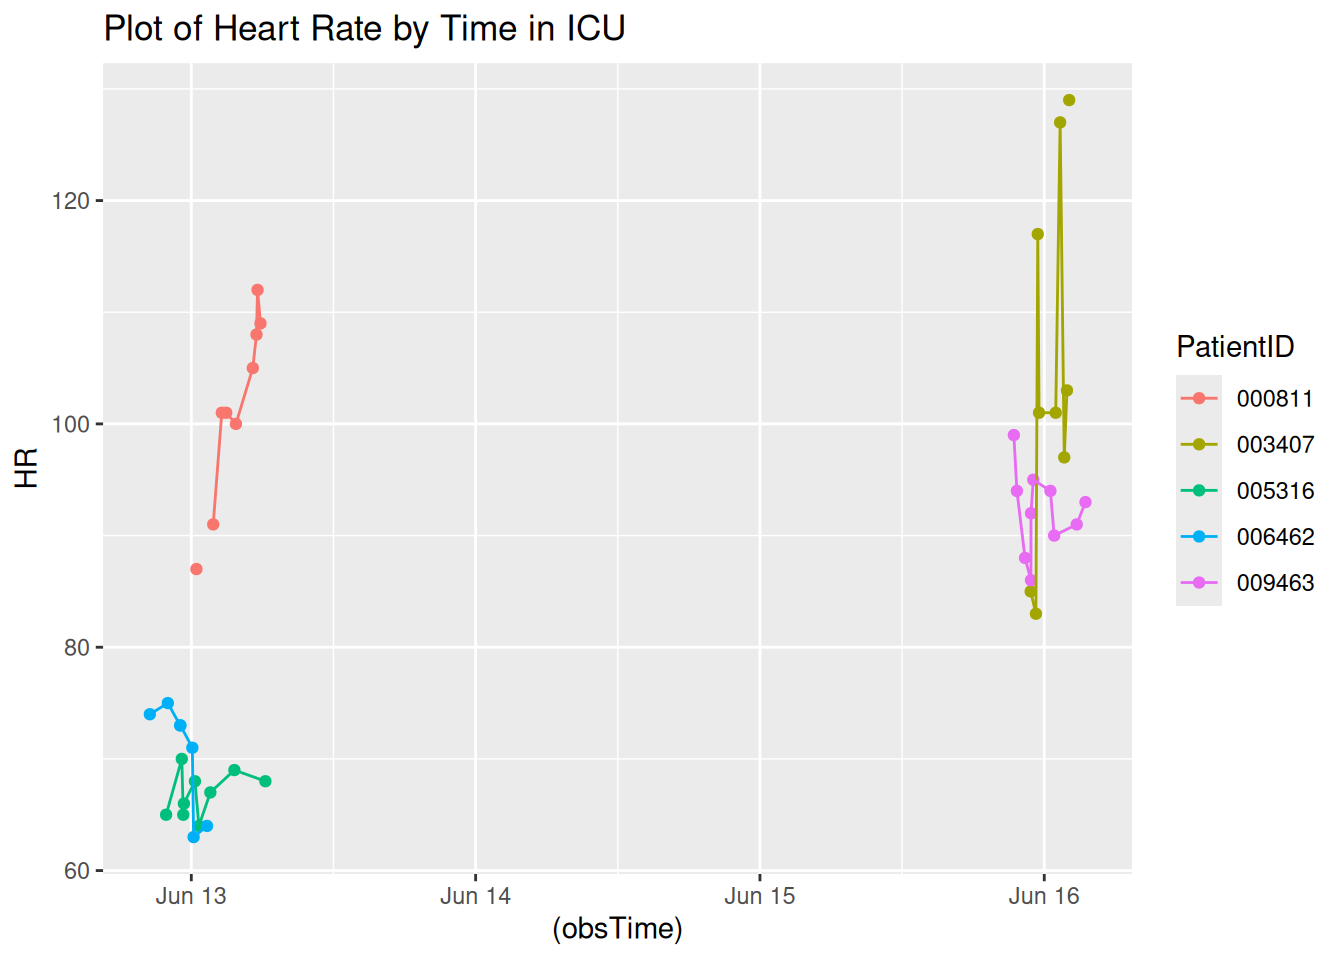 Plot of Heart Rate by Time in ICU
HR
120
100
80
60
Jun 13
Jun 14
Jun 15
Jun 16
(obsTime)
PatientID
000811
003407
005316
006462
009463